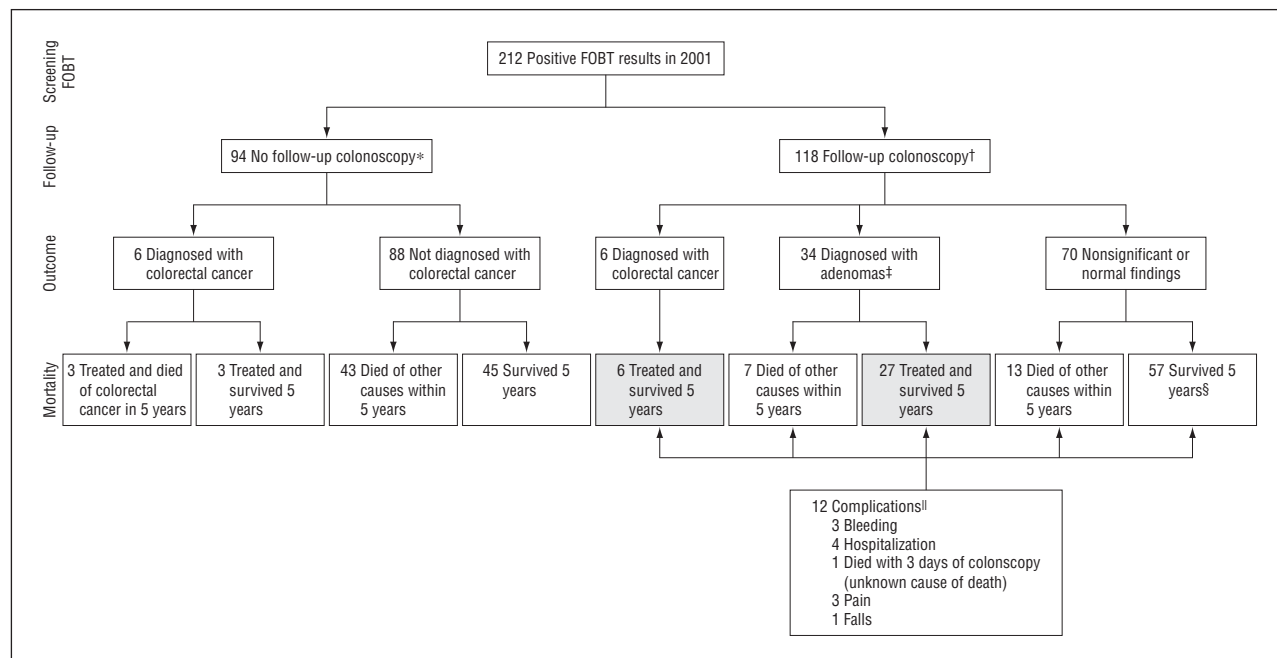 Screening
FOBT
212 Positive FOBT results in 2001
Follow-up
94 No follow-up colonoscopy*
118 Follow-up colonoscopy†
Outcome
6 Diagnosed with
colorectal cancer
88 Not diagnosed with
colorectal cancer
6 Diagnosed with
colorectal cancer
34 Diagnosed with
adenomas‡
70 Nonsignificant or
normal findings
Mortality
3 Treated and died
of colorectal
cancer in 5 years
3 Treated and
survived 5
years
43 Died of other
causes within
5 years
45 Survived 5
years
6 Treated and
survived 5
years
7 Died of other
causes within
5 years
27 Treated and
survived 5
years
13 Died of other
causes within
5 years
57 Survived 5
years§
12 Complications||
3 Bleeding
4 Hospitalization
1 Died with 3 days of colonscopy
(unknown cause of death)
3 Pain
1 Falls